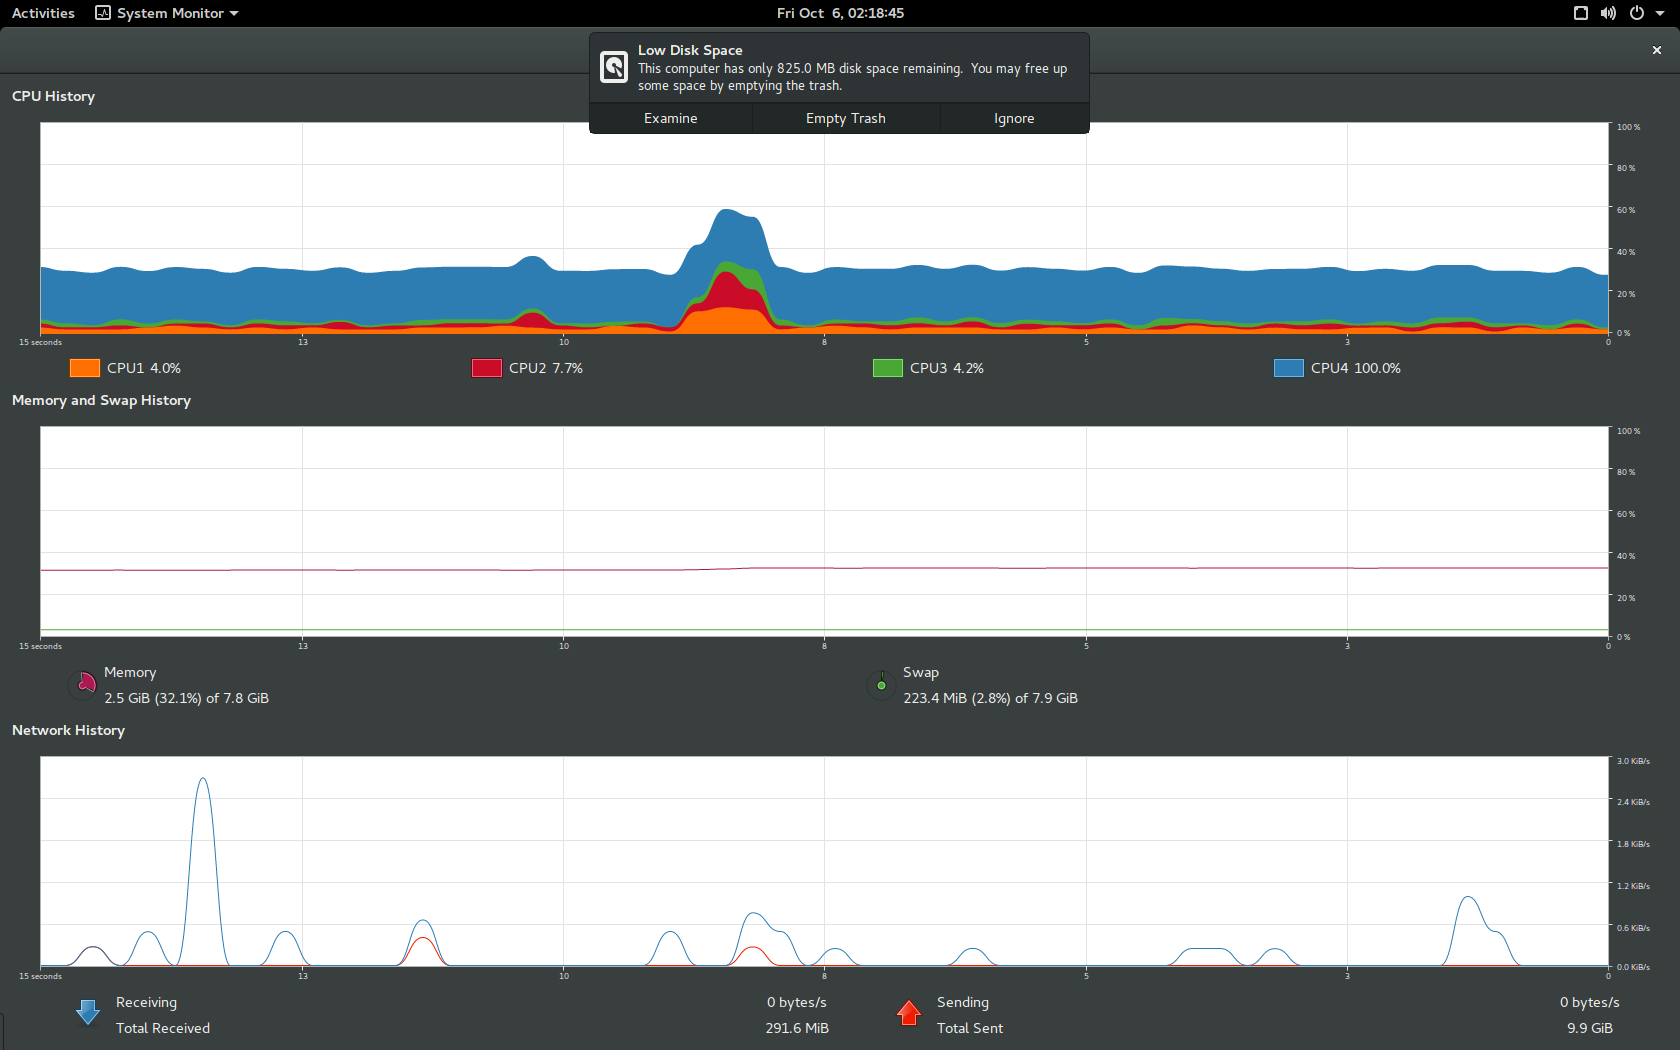 Activities System Monitor Fri Oct 6, 02:18:45
Low Disk Space
This computer has only 825.0 MB disk space remaining. You may free up
some space by emptying the trash.
Examine Empty Trash Ignore
CPU History
100 %
80 %
60 %
40 %
20 %
0 %
15 seconds 13 10 8 5 3 0
CPU1 4.0% CPU2 7.7% CPU3 4.2% CPU4 100.0%
Memory and Swap History
100 %
80 %
60 %
40 %
20 %
0 %
15 seconds 13 10 8 5 3 0
Memory
2.5 GiB (32.1%) of 7.8 GiB
Swap
223.4 MiB (2.8%) of 7.9 GiB
Network History
3.0 KiB/s
2.4 KiB/s
1.8 KiB/s
1.2 KiB/s
0.6 KiB/s
0.0 KiB/s
15 seconds 13 10 8 5 3 0
Receiving 0 bytes/s
Total Received 291.6 MiB
Sending 0 bytes/s
Total Sent 9.9 GiB